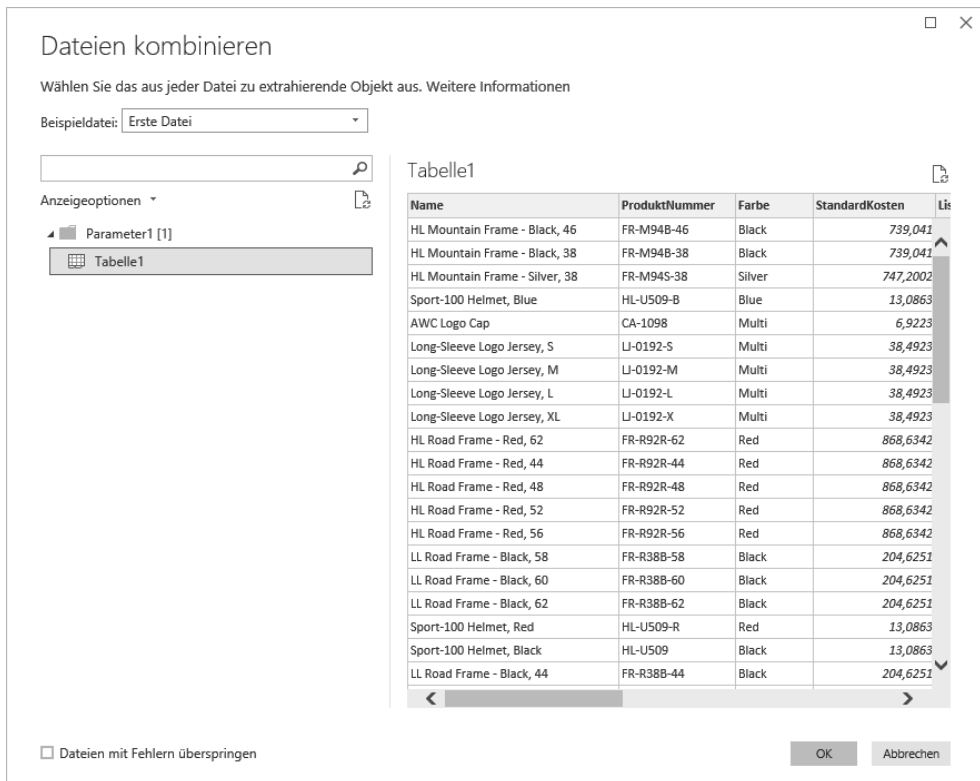 Dateien kombinieren
Wählen Sie das aus jeder Datei zu extrahierende Objekt aus. Weitere Informationen
Beispieldatei: Erste Datei
Anzeigeoptionen
Parameter1 [1]
Tabelle1
Tabelle1
Name ProduktNummer Farbe StandardKosten Lis
HL Mountain Frame - Black, 46 FR-M94B-46 Black 739,041
HL Mountain Frame - Black, 38 FR-M94B-38 Black 739,041
HL Mountain Frame - Silver, 38 FR-M94S-38 Silver 747,2002
Sport-100 Helmet, Blue HL-U509-B Blue 13,0863
AWC Logo Cap CA-1098 Multi 6,9223
Long-Sleeve Logo Jersey, S LJ-0192-S Multi 38,4923
Long-Sleeve Logo Jersey, M LJ-0192-M Multi 38,4923
Long-Sleeve Logo Jersey, L LJ-0192-L Multi 38,4923
Long-Sleeve Logo Jersey, XL LJ-0192-X Multi 38,4923
HL Road Frame - Red, 62 FR-R92R-62 Red 868,6342
HL Road Frame - Red, 44 FR-R92R-44 Red 868,6342
HL Road Frame - Red, 48 FR-R92R-48 Red 868,6342
HL Road Frame - Red, 52 FR-R92R-52 Red 868,6342
HL Road Frame - Red, 56 FR-R92R-56 Red 868,6342
LL Road Frame - Black, 58 FR-R38B-58 Black 204,6251
LL Road Frame - Black, 60 FR-R38B-60 Black 204,6251
LL Road Frame - Black, 62 FR-R38B-62 Black 204,6251
Sport-100 Helmet, Red HL-U509-R Red 13,0863
Sport-100 Helmet, Black HL-U509 Black 13,0863
LL Road Frame - Black, 44 FR-R38B-44 Black 204,6251
Dateien mit Fehlern überspringen
OK Abbrechen